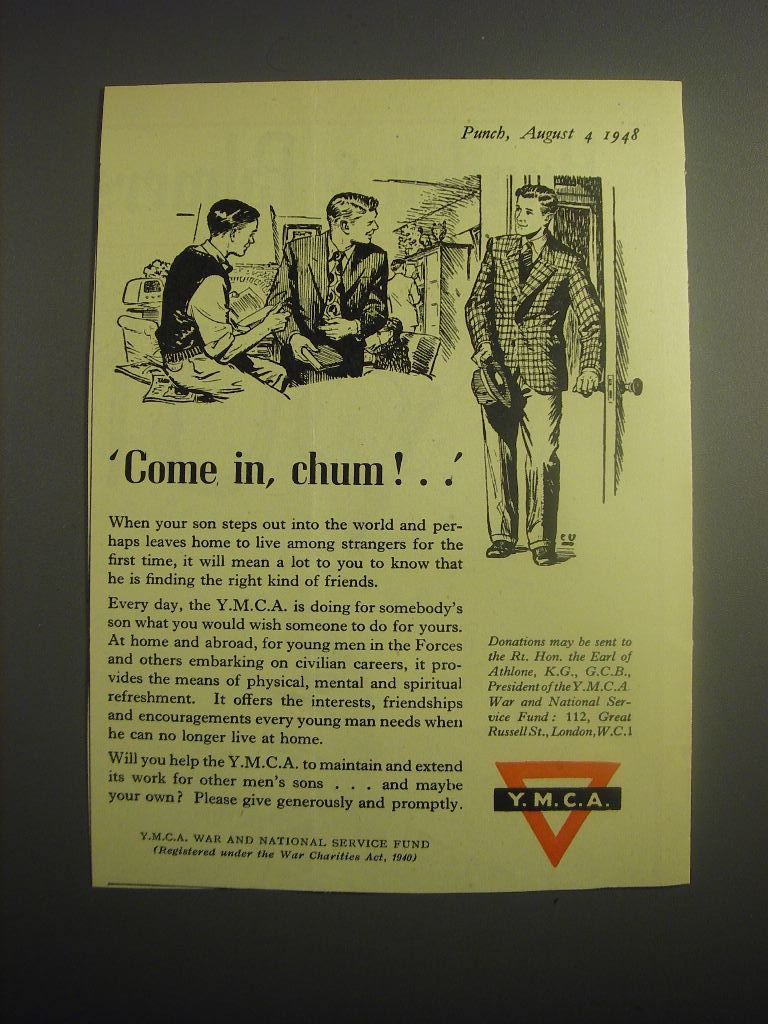 Punch, August 4 1948
'Come in, chum! . .'
When your son steps out into the world and per-
haps leaves home to live among strangers for the
first time, it will mean a lot to you to know that
he is finding the right kind of friends.
Every day, the Y.M.C.A. is doing for somebody's
son what you would wish someone to do for yours.
At home and abroad, for young men in the Forces
and others embarking on civilian careers, it pro-
vides the means of physical, mental and spiritual
refreshment. It offers the interests, friendships
and encouragements every young man needs when
he can no longer live at home.
Will you help the Y.M.C.A. to maintain and extend
its work for other men's sons . . . and maybe
your own? Please give generously and promptly.
Y.M.C.A. WAR AND NATIONAL SERVICE FUND
(Registered under the War Charities Act, 1940)
Donations may be sent to
the Rt. Hon. the Earl of
Athlone, K.G., G.C.B.,
President of the Y.M.C.A
War and National Ser-
vice Fund: 112, Great
Russell St., London, W.C.1
Y.M.C.A.